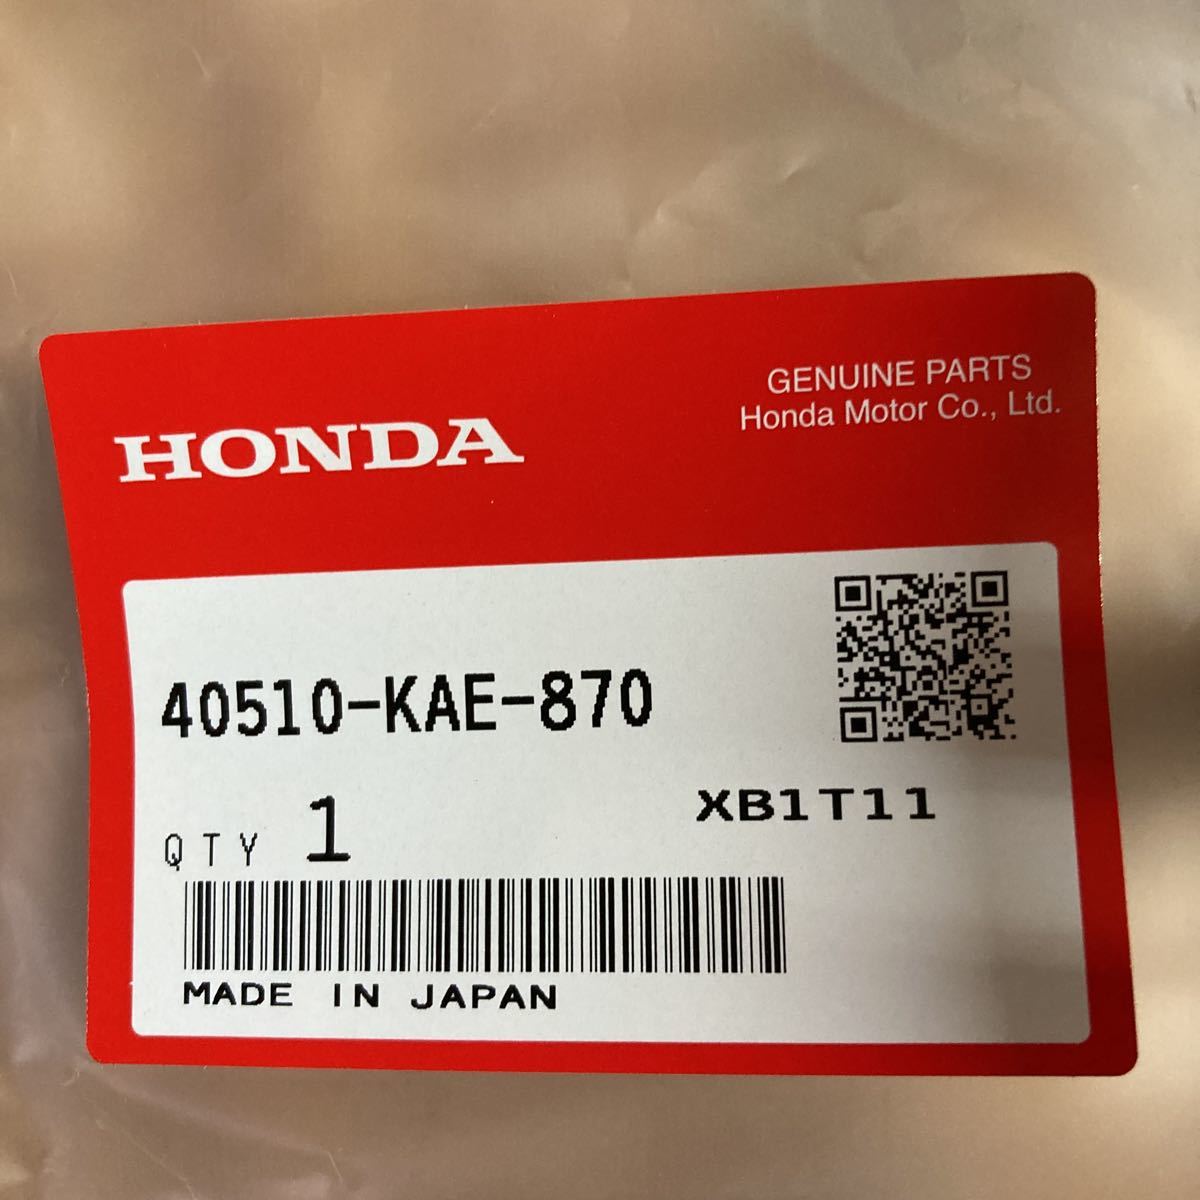 HONDA
GENUINE PARTS
Honda Motor Co., Ltd.
40510-KAE-870
XB1T11
QTY 1
MADE IN JAPAN